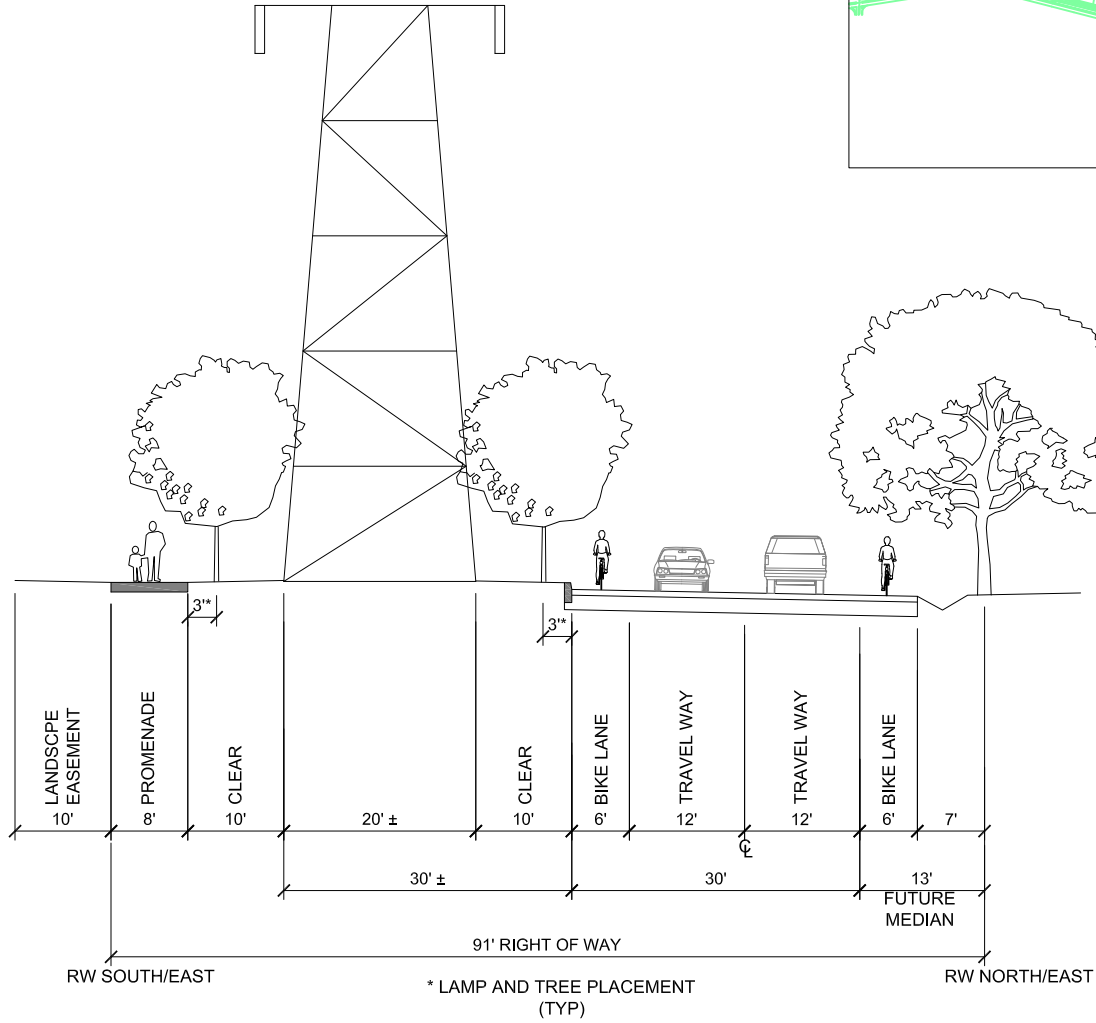 3'*
3'*
LANDSCPE
EASEMENT
10'
PROMENADE
8'
CLEAR
10'
20' ±
CLEAR
10'
BIKE LANE
6'
TRAVEL WAY
12'
TRAVEL WAY
12'
BIKE LANE
6'
7'
℄
30' ±
30'
13'
FUTURE
MEDIAN
91' RIGHT OF WAY
RW SOUTH/EAST
RW NORTH/EAST
* LAMP AND TREE PLACEMENT
(TYP)